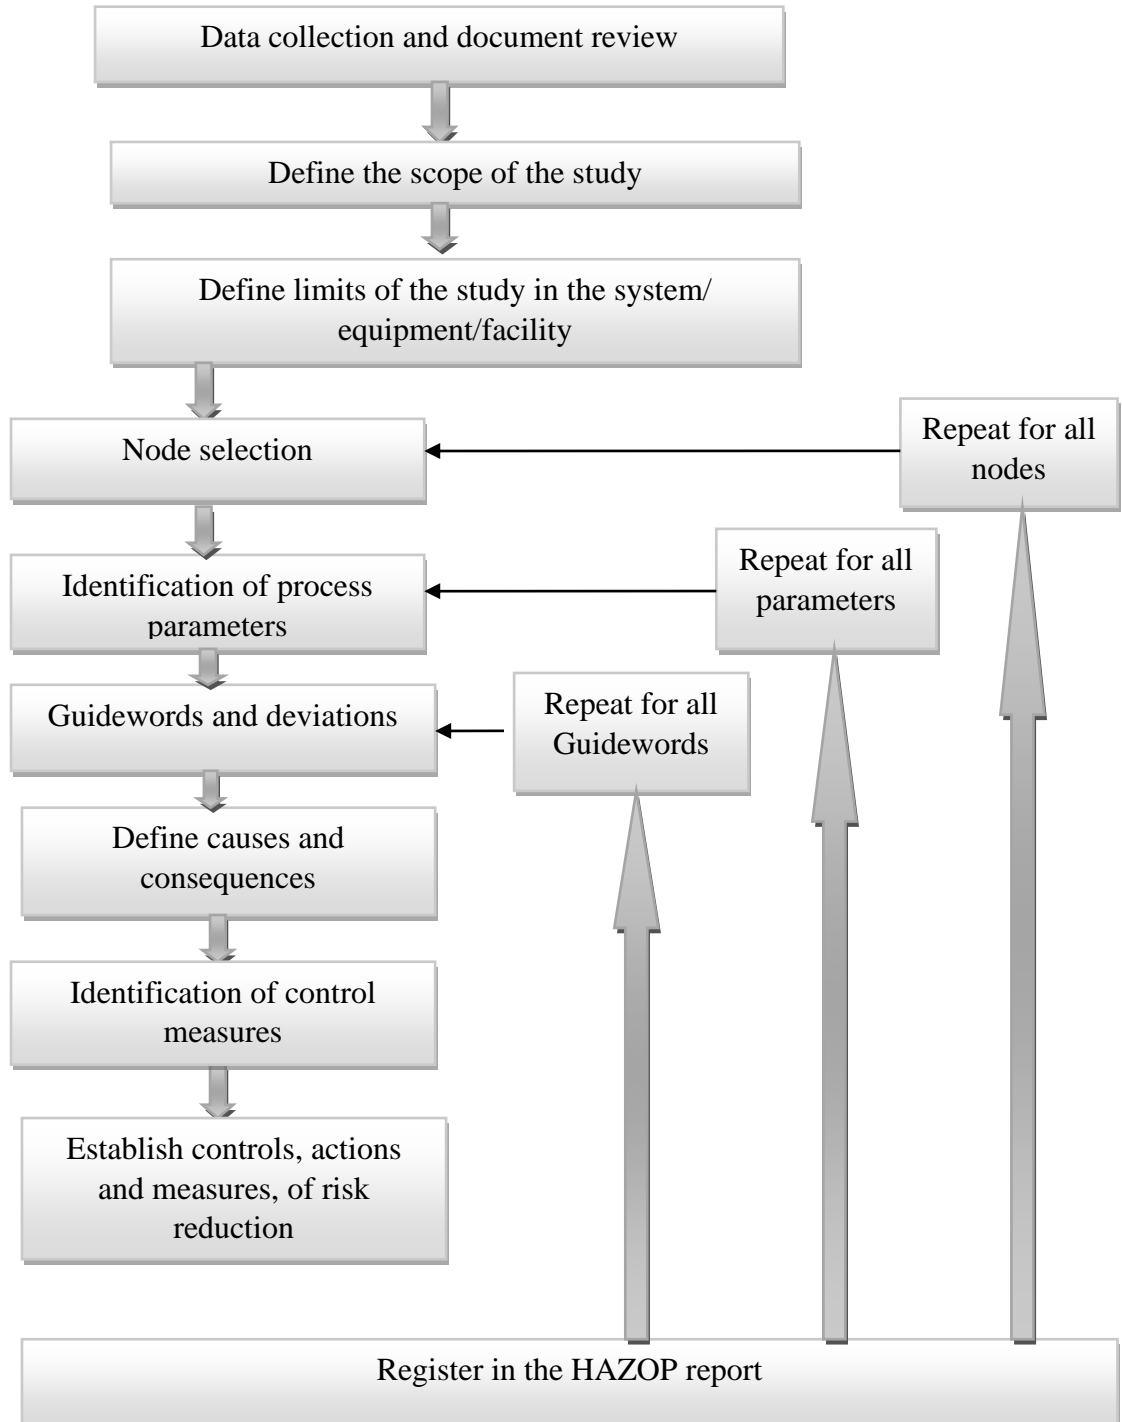 Data collection and document review
Define the scope of the study
Define limits of the study in the system/
equipment/facility
Node selection
Repeat for all
nodes
Identification of process
parameters
Repeat for all
parameters
Guidewords and deviations
Repeat for all
Guidewords
Define causes and
consequences
Identification of control
measures
Establish controls, actions
and measures, of risk
reduction
Register in the HAZOP report